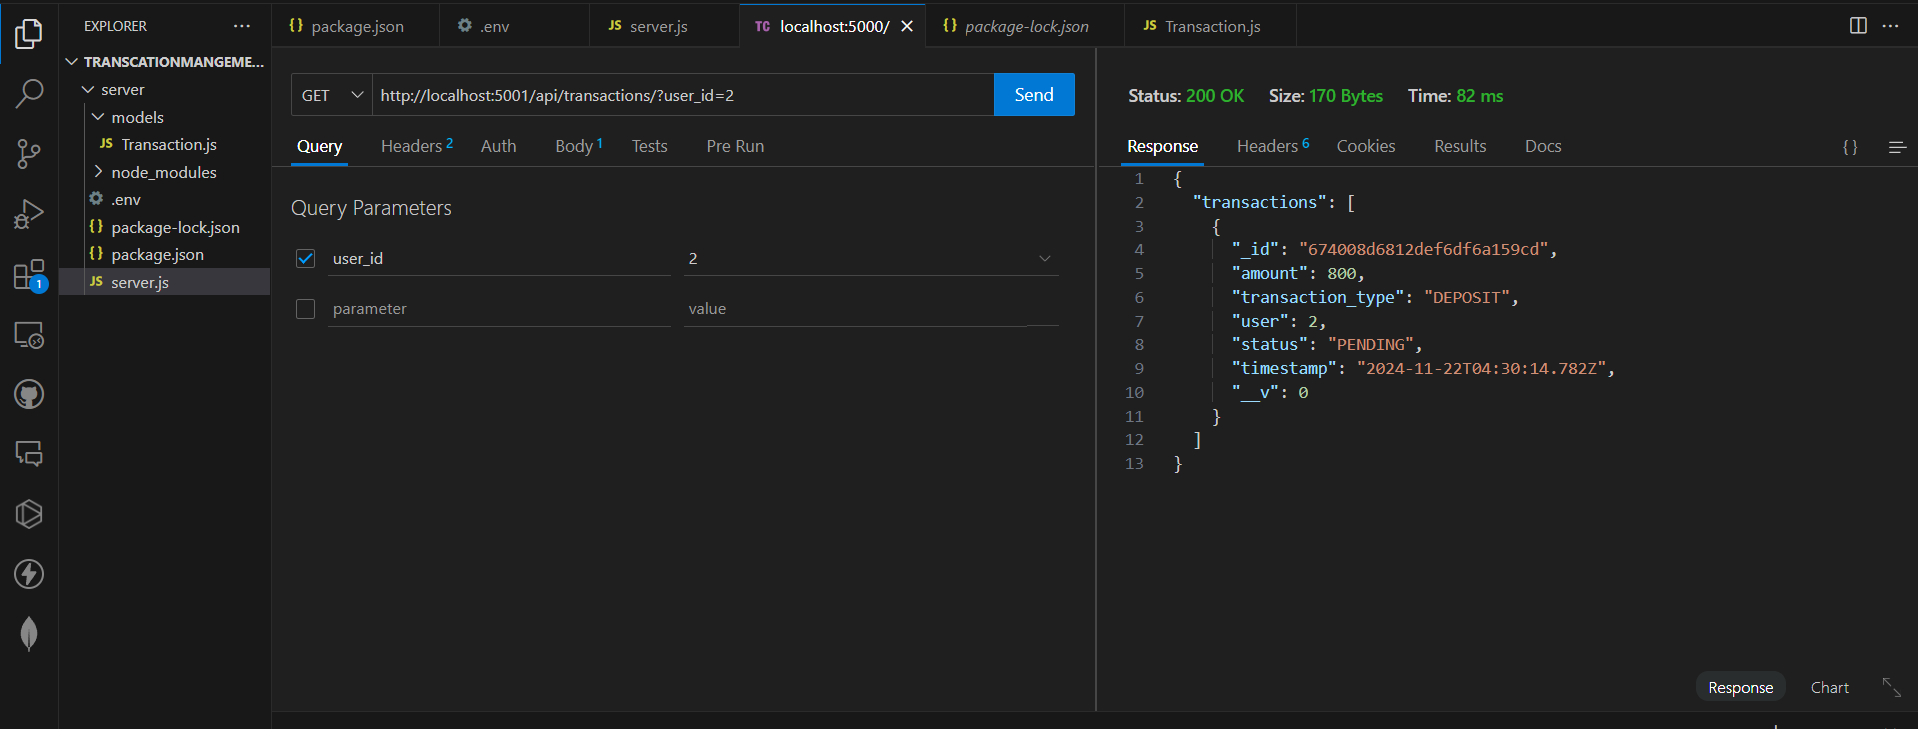 EXPLORER
TRANSCATIONMANGEME...
server
models
JS Transaction.js
node_modules
.env
{} package-lock.json
{} package.json
JS server.js
1
{} package.json
.env
JS server.js
TC localhost:5000/
{} package-lock.json
JS Transaction.js
GET
http://localhost:5001/api/transactions/?user_id=2
Send
Query Headers 2 Auth Body 1 Tests Pre Run
Query Parameters
user_id 2
parameter value
Status: 200 OK Size: 170 Bytes Time: 82 ms
Response Headers 6 Cookies Results Docs {}
1 {
2 "transactions": [
3 {
4 "_id": "674008d6812def6df6a159cd",
5 "amount": 800,
6 "transaction_type": "DEPOSIT",
7 "user": 2,
8 "status": "PENDING",
9 "timestamp": "2024-11-22T04:30:14.782Z",
10 "__v": 0
11 }
12 ]
13 }
Response Chart